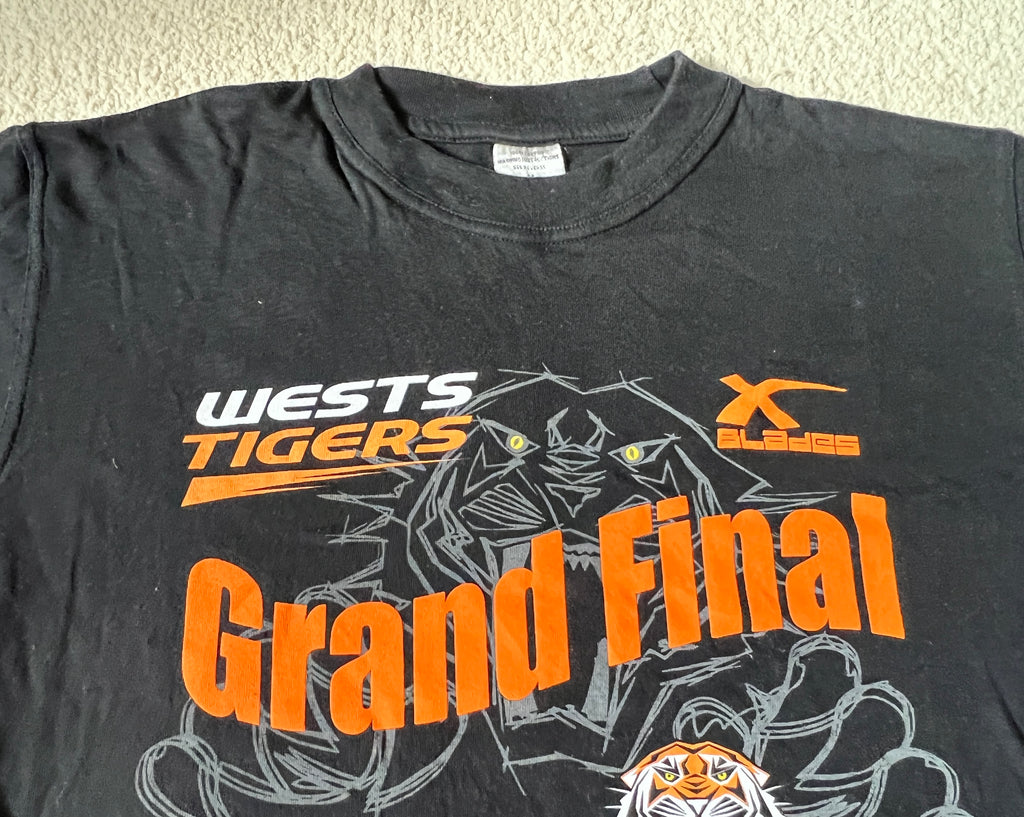 WESTS
TIGERS
X
BLADES
Grand Final